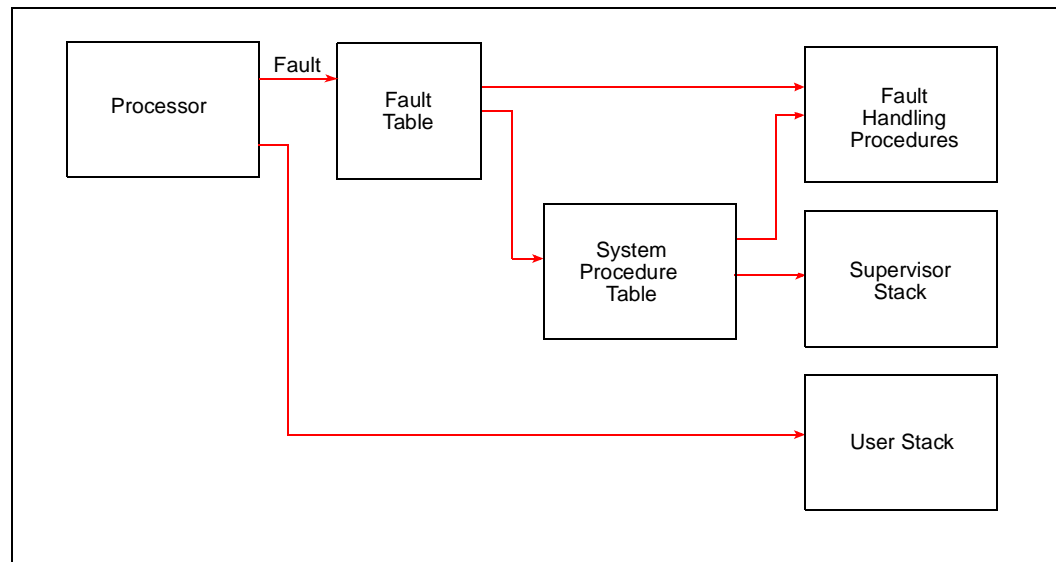 Processor
Fault
Fault
Table
Fault
Handling
Procedures
System
Procedure
Table
Supervisor
Stack
User Stack